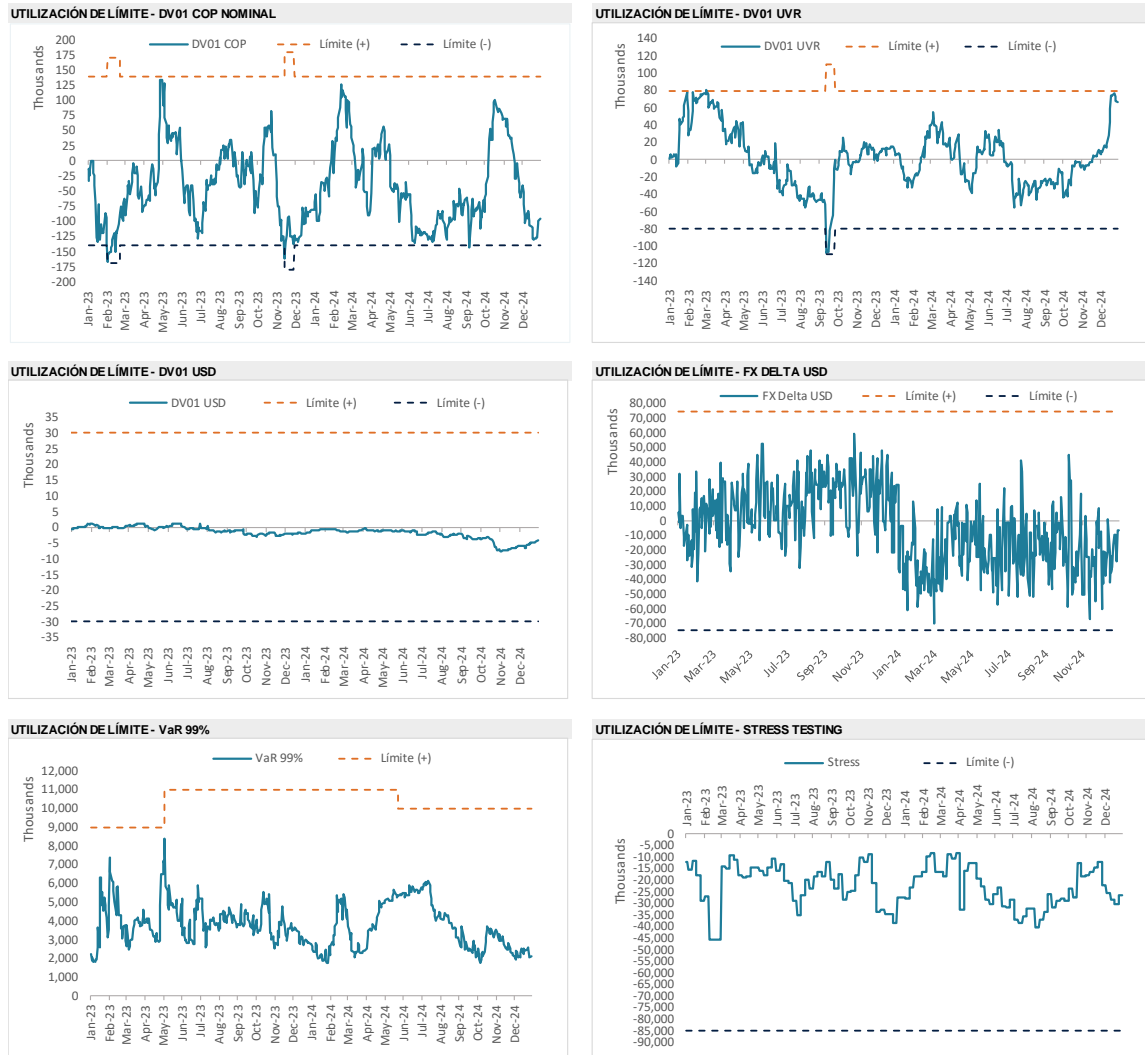 UTILIZACIÓN DE LÍMITE - DV01 COP NOMINAL
DV01 COP
Límite (+)
Límite (-)
Thousands
200
175
150
125
100
75
50
25
0
-25
-50
-75
-100
-125
-150
-175
-200
Jan-23
Feb-23
Mar-23
Apr-23
May-23
Jun-23
Jul-23
Aug-23
Sep-23
Oct-23
Nov-23
Dec-23
Jan-24
Feb-24
Mar-24
Apr-24
May-24
Jun-24
Jul-24
Aug-24
Sep-24
Oct-24
Nov-24
Dec-24
UTILIZACIÓN DE LÍMITE - DV01 UVR
DV01 UVR
Límite (+)
Límite (-)
Thousands
140
120
100
80
60
40
20
0
-20
-40
-60
-80
-100
-120
-140
Jan-23
Feb-23
Mar-23
Apr-23
May-23
Jun-23
Jul-23
Aug-23
Sep-23
Oct-23
Nov-23
Dec-23
Jan-24
Feb-24
Mar-24
Apr-24
May-24
Jun-24
Jul-24
Aug-24
Sep-24
Oct-24
Nov-24
Dec-24
UTILIZACIÓN DE LÍMITE - DV01 USD
DV01 USD
Límite (+)
Límite (-)
Thousands
35
30
25
20
15
10
5
0
-5
-10
-15
-20
-25
-30
-35
Jan-23
Feb-23
Mar-23
Apr-23
May-23
Jun-23
Jul-23
Aug-23
Sep-23
Oct-23
Nov-23
Dec-23
Jan-24
Feb-24
Mar-24
Apr-24
May-24
Jun-24
Jul-24
Aug-24
Sep-24
Oct-24
Nov-24
Dec-24
UTILIZACIÓN DE LÍMITE - FX DELTA USD
FX Delta USD
Límite (+)
Límite (-)
Thousands
80,000
70,000
60,000
50,000
40,000
30,000
20,000
10,000
0
-10,000
-20,000
-30,000
-40,000
-50,000
-60,000
-70,000
-80,000
Jan-23
Mar-23
May-23
Jul-23
Sep-23
Nov-23
Jan-24
Mar-24
May-24
Jul-24
Sep-24
Nov-24
UTILIZACIÓN DE LÍMITE - VaR 99%
VaR 99%
Límite (+)
Thousands
12,000
11,000
10,000
9,000
8,000
7,000
6,000
5,000
4,000
3,000
2,000
1,000
0
Jan-23
Feb-23
Mar-23
Apr-23
May-23
Jun-23
Jul-23
Aug-23
Sep-23
Oct-23
Nov-23
Dec-23
Jan-24
Feb-24
Mar-24
Apr-24
May-24
Jun-24
Jul-24
Aug-24
Sep-24
Oct-24
Nov-24
Dec-24
UTILIZACIÓN DE LÍMITE - STRESS TESTING
Stress
Límite (-)
Jan-23
Feb-23
Mar-23
Apr-23
May-23
Jun-23
Jul-23
Aug-23
Sep-23
Oct-23
Nov-23
Dec-23
Jan-24
Feb-24
Mar-24
Apr-24
May-24
Jun-24
Jul-24
Aug-24
Sep-24
Oct-24
Nov-24
Dec-24
Thousands
0
-5,000
-10,000
-15,000
-20,000
-25,000
-30,000
-35,000
-40,000
-45,000
-50,000
-55,000
-60,000
-65,000
-70,000
-75,000
-80,000
-85,000
-90,000